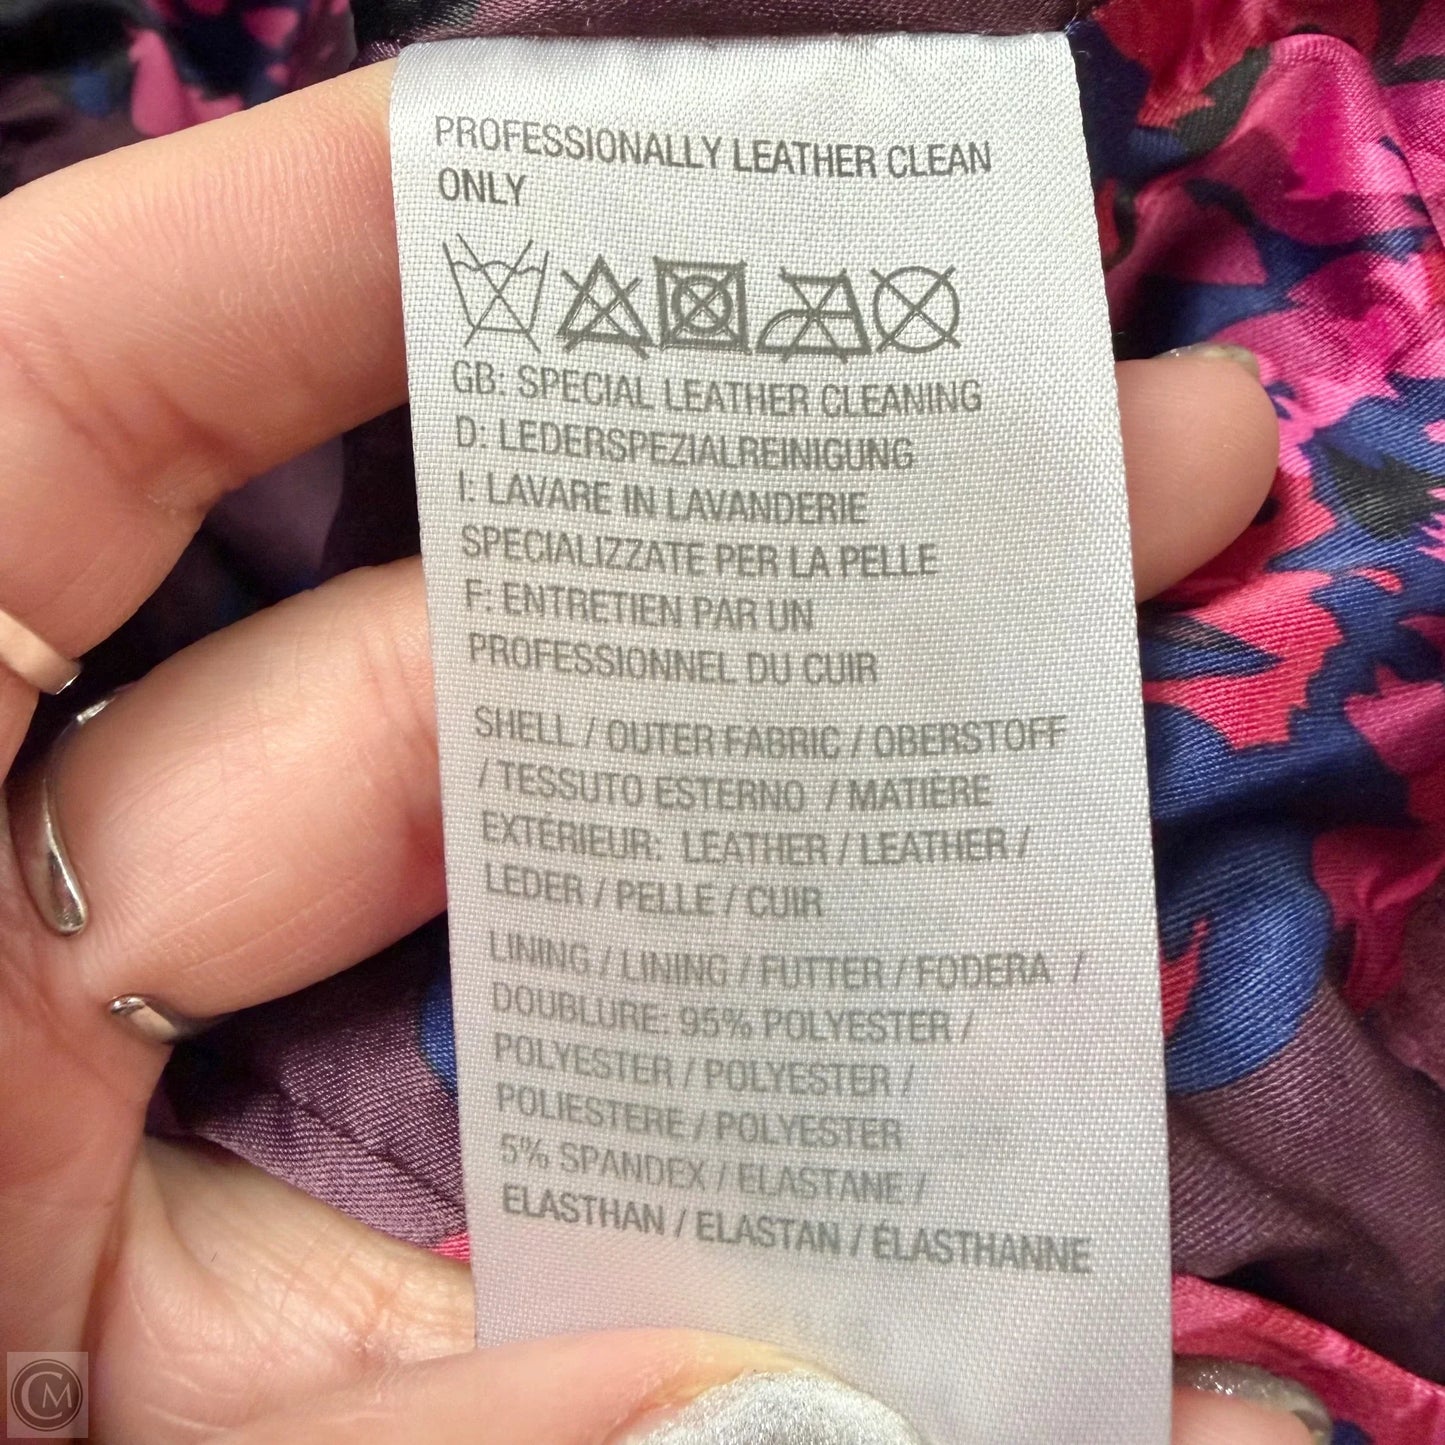 PROFESSIONALLY LEATHER CLEAN
ONLY
GB: SPECIAL LEATHER CLEANING
D: LEDERSPEZIALREINIGUNG
I: LAVARE IN LAVANDERIE
SPECIALIZZATE PER LA PELLE
F: ENTRETIEN PAR UN
PROFESSIONNEL DU CUIR
SHELL / OUTER FABRIC / OBERSTOFF
/ TESSUTO ESTERNO / MATIÈRE
EXTÉRIEUR: LEATHER / LEATHER /
LEDER / PELLE / CUIR
LINING / LINING / FUTTER / FODERA /
DOUBLURE: 95% POLYESTER /
POLYESTER / POLYESTER /
POLIESTERE / POLYESTER
5% SPANDEX / ELASTANE /
ELASTHAN / ELASTAN / ÉLASTHANNE
CM